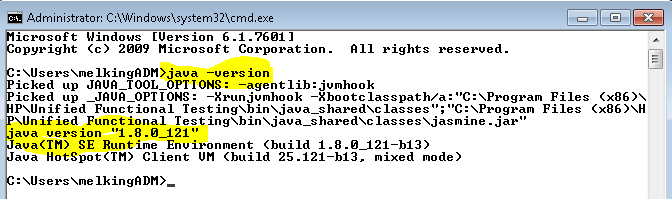 Administrator: C:\Windows\system32\cmd.exe
Microsoft Windows [Version 6.1.7601]
Copyright (c) 2009 Microsoft Corporation.  All rights reserved.
C:\Users\melkingADM>java -version
Picked up JAVA_TOOL_OPTIONS: -agentlib:jvmhook
Picked up _JAVA_OPTIONS: -Xrunjvmhook -Xbootclasspath/a:"C:\Program Files (x86)\
HP\Unified Functional Testing\bin\java_shared\classes";"C:\Program Files (x86)\H
P\Unified Functional Testing\bin\java_shared\classes\jasmine.jar"
java version "1.8.0_121"
Java(TM) SE Runtime Environment (build 1.8.0_121-b13)
Java HotSpot(TM) Client VM (build 25.121-b13, mixed mode)
C:\Users\melkingADM>_